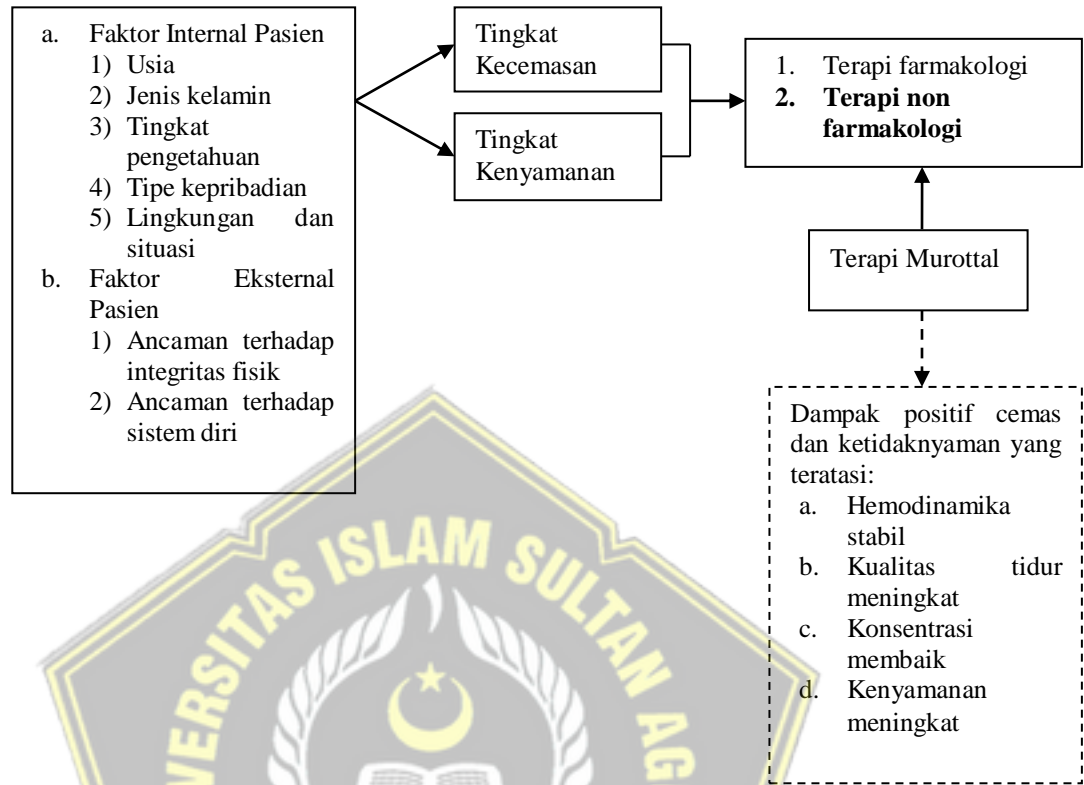 a. Faktor Internal Pasien
1) Usia
2) Jenis kelamin
3) Tingkat
pengetahuan
4) Tipe kepribadian
5) Lingkungan dan
situasi
b. Faktor Eksternal
Pasien
1) Ancaman terhadap
integritas fisik
2) Ancaman terhadap
sistem diri
Tingkat
Kecemasan
Tingkat
Kenyamanan
1. Terapi farmakologi
2. Terapi non
farmakologi
Terapi Murottal
Dampak positif cemas
dan ketidaknyaman yang
teratasi:
a. Hemodinamika
stabil
b. Kualitas tidur
meningkat
c. Konsentrasi
membaik
d. Kenyamanan
meningkat
VERSITAS ISLAM SULTAN AG